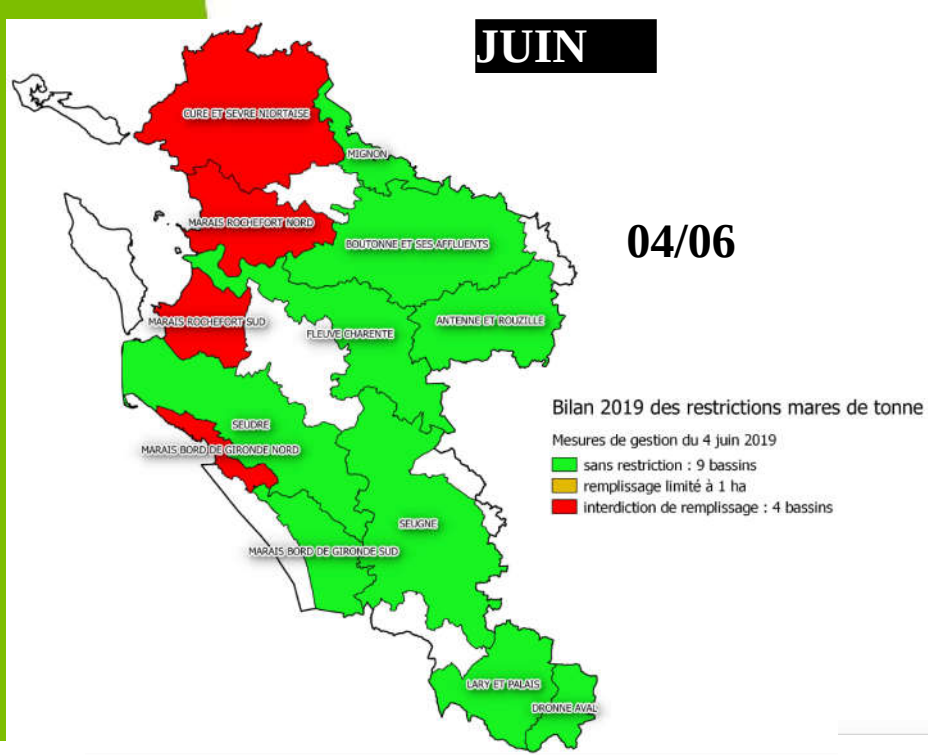 JUIN
CURE ET SEVRE NIORTAISE
MIGNON
MARAIS ROCHEFORT NORD
BOUTONNE ET SES AFFLUENTS
04/06
MARAIS ROCHEFORT SUD
FLEUVE CHARENTE
ANTENNE ET ROUZILLE
Bilan 2019 des restrictions mares de tonne
SEUDRE
Mesures de gestion du 4 juin 2019
MARAIS BORD DE GIRONDE NORD
sans restriction : 9 bassins
remplissage limité à 1 ha
interdiction de remplissage : 4 bassins
SEUGNE
MARAIS BORD DE GIRONDE SUD
LARY ET PALAIS
DRONNE AVAL